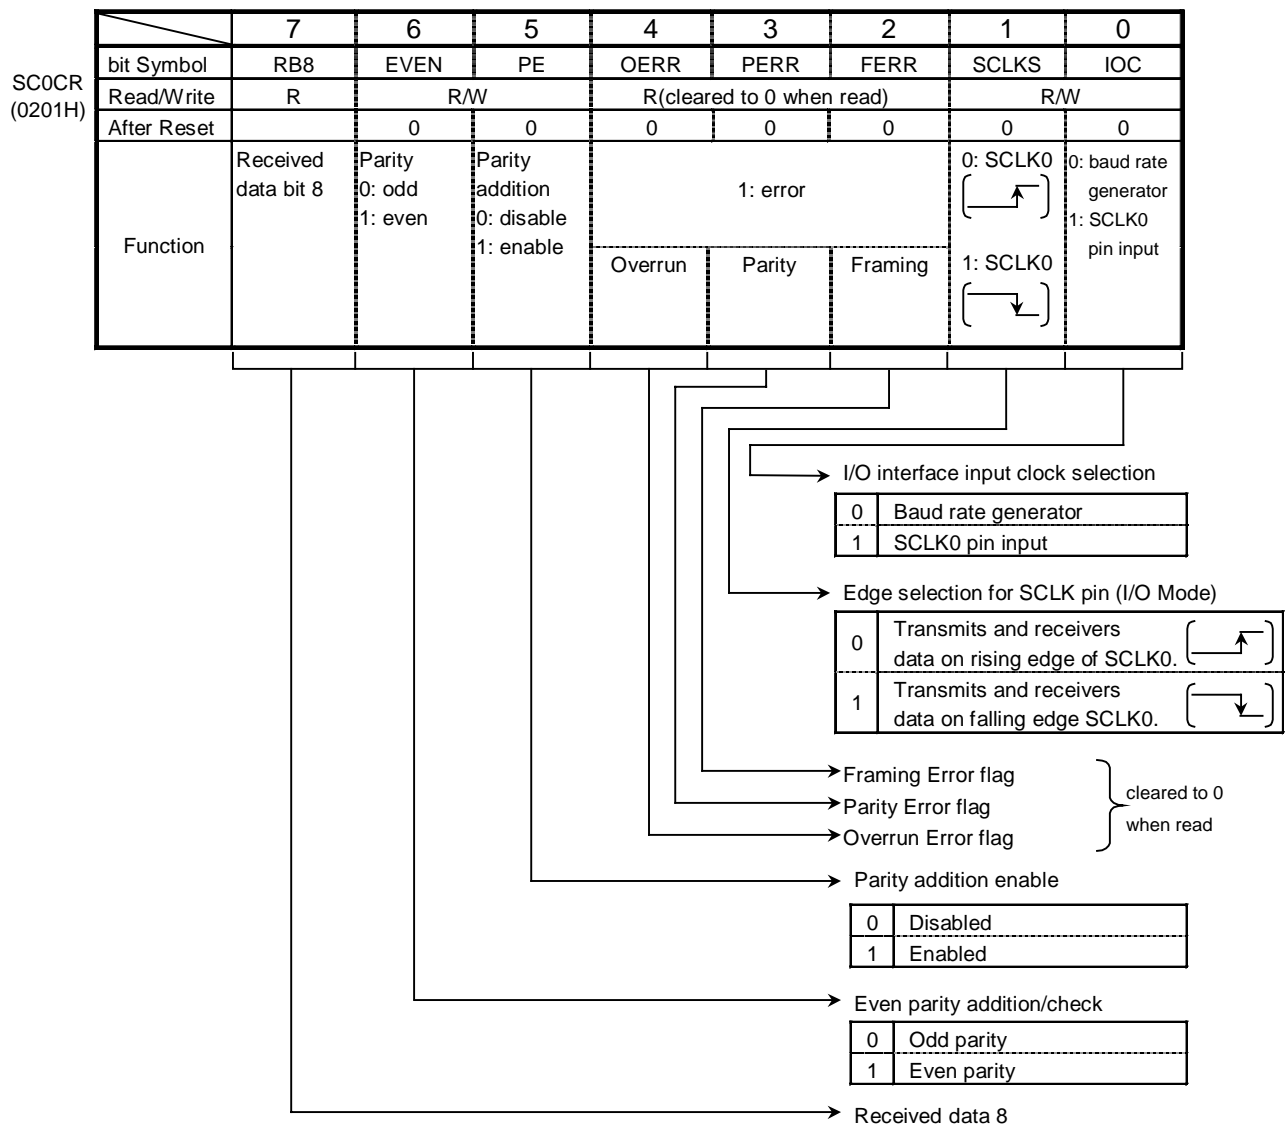 7 6 5 4 3 2 1 0
SC0CR
(0201H)
bit Symbol RB8 EVEN PE OERR PERR FERR SCLKS IOC
Read/Write R R/W R(cleared to 0 when read) R/W
After Reset 0 0 0 0 0 0 0
Function
Received
data bit 8
Parity
0: odd
1: even
Parity
addition
0: disable
1: enable
1: error
Overrun Parity Framing
0: SCLK0
1: SCLK0
0: baud rate
generator
1: SCLK0
pin input
I/O interface input clock selection
0 Baud rate generator
1 SCLK0 pin input
Edge selection for SCLK pin (I/O Mode)
0 Transmits and receivers
data on rising edge of SCLK0.
1 Transmits and receivers
data on falling edge SCLK0.
Framing Error flag
Parity Error flag
Overrun Error flag
cleared to 0
when read
Parity addition enable
0 Disabled
1 Enabled
Even parity addition/check
0 Odd parity
1 Even parity
Received data 8